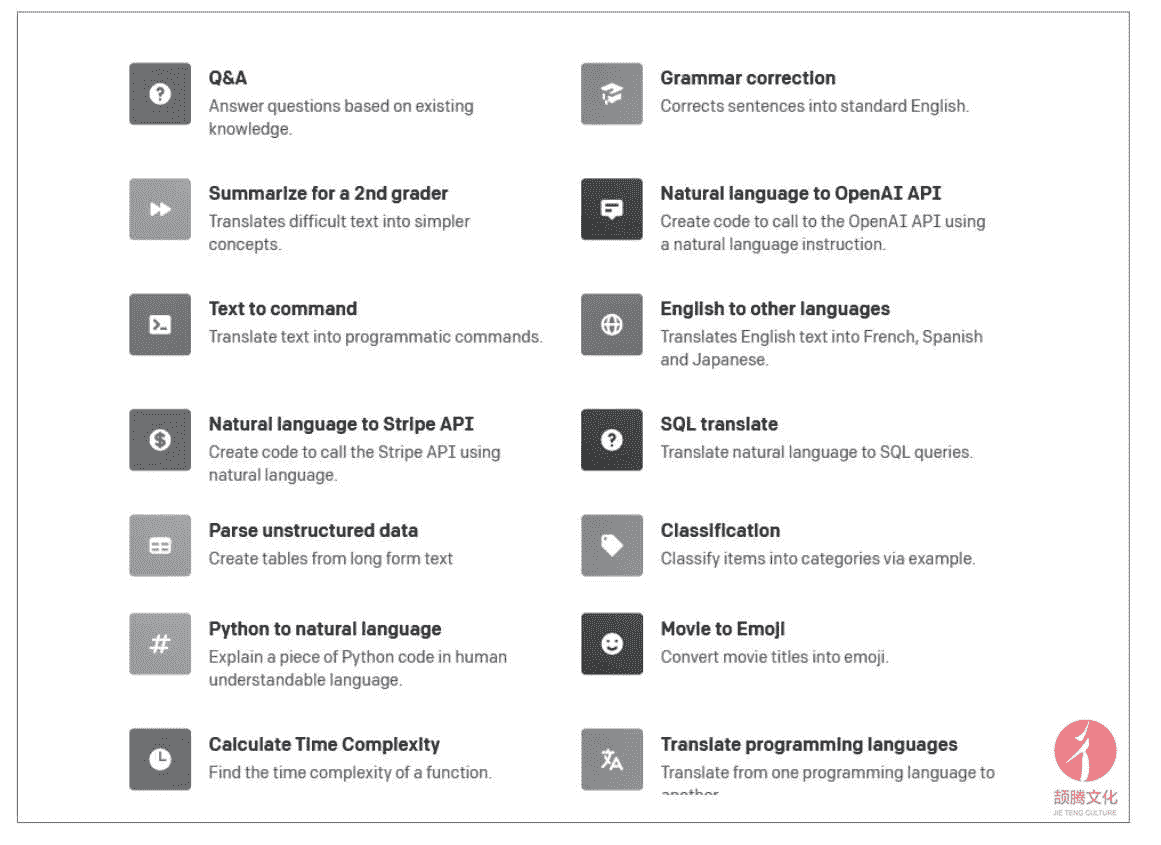 Q&A
Answer questions based on existing
knowledge.
Grammar correction
Corrects sentences into standard English.
Summarize for a 2nd grader
Translates difficult text into simpler
concepts.
Natural language to OpenAI API
Create code to call to the OpenAI API using
a natural language instruction.
Text to command
Translate text into programmatic commands.
English to other languages
Translates English text into French, Spanish
and Japanese.
Natural language to Stripe API
Create code to call the Stripe API using
natural language.
SQL translate
Translate natural language to SQL queries.
Parse unstructured data
Create tables from long form text
Classification
Classify items into categories via example.
Python to natural language
Explain a piece of Python code in human
understandable language.
Movie to Emoji
Convert movie titles into emoji.
Calculate Time Complexity
Find the time complexity of a function.
Translate programming languages
Translate from one programming language to
another
颉腾文化
JIE TENG CULTURE